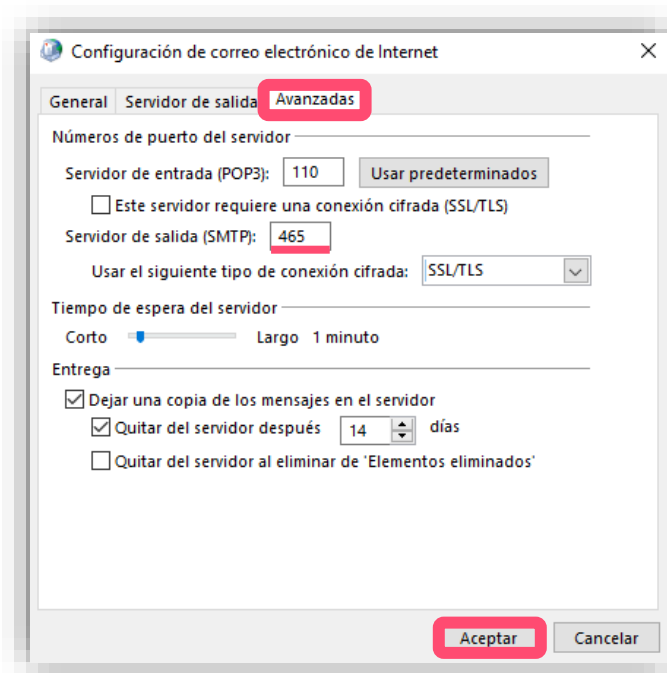 Configuración de correo electrónico de Internet
General Servidor de salida Avanzadas
Números de puerto del servidor
Servidor de entrada (POP3): 110 Usar predeterminados
Este servidor requiere una conexión cifrada (SSL/TLS)
Servidor de salida (SMTP): 465
Usar el siguiente tipo de conexión cifrada: SSL/TLS
Tiempo de espera del servidor
Corto Largo 1 minuto
Entrega
Dejar una copia de los mensajes en el servidor
Quitar del servidor después 14 días
Quitar del servidor al eliminar de 'Elementos eliminados'
Aceptar Cancelar